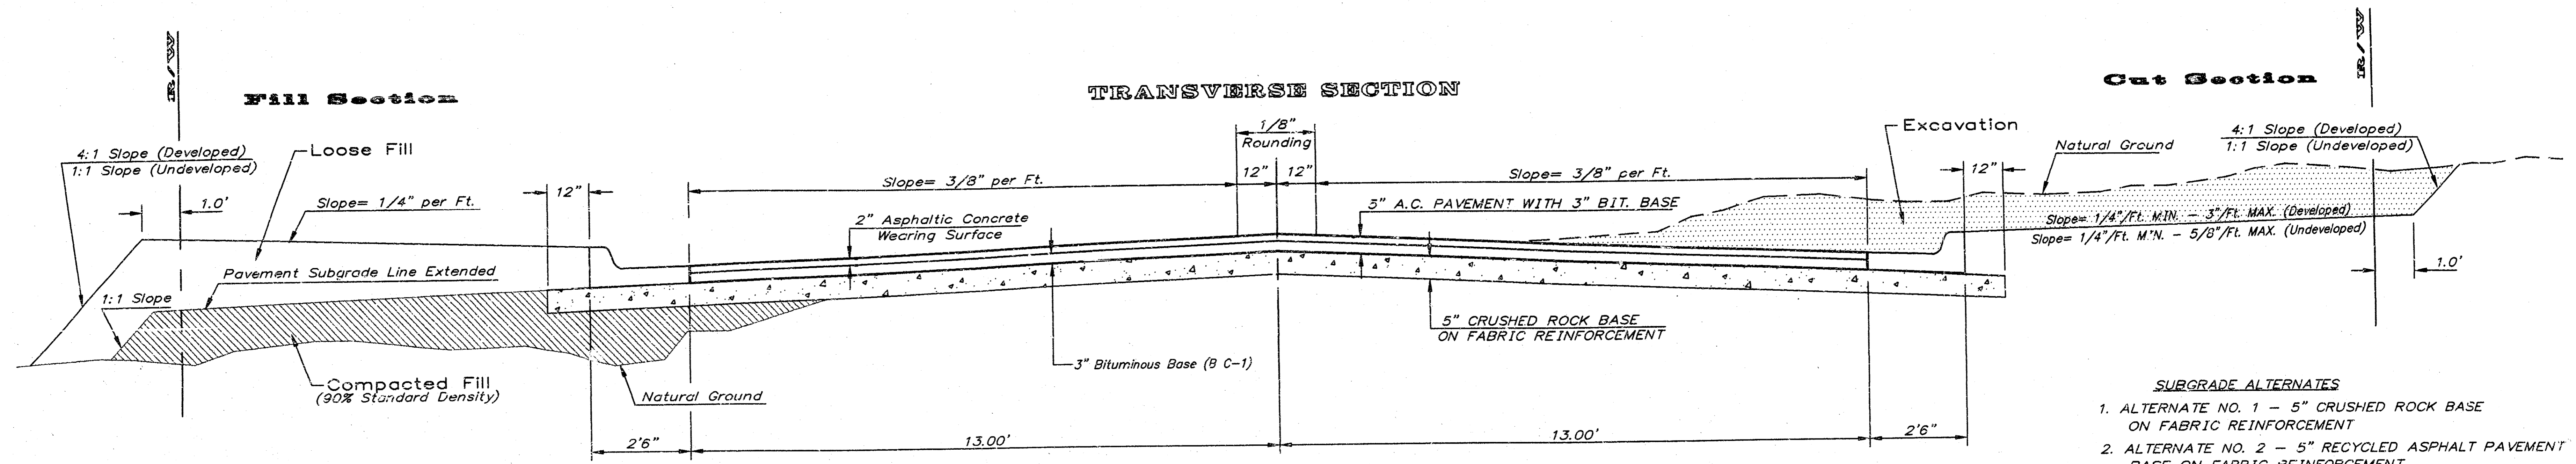 R/W
R/W
Fill Section
TRANSVERSE SECTION
Cut Section
4:1 Slope (Developed)
1:1 Slope (Undeveloped)
Loose Fill
1/8"
Rounding
Excavation
Natural Ground
4:1 Slope (Developed)
1:1 Slope (Undeveloped)
1.0'
Slope= 1/4" per Ft.
12"
Slope= 3/8" per Ft.
12"
12"
Slope= 3/8" per Ft.
12"
2" Asphaltic Concrete
Wearing Surface
5" A.C. PAVEMENT WITH 3" BIT. BASE
Slope= 1/4"/Ft. MIN. - 3"/Ft. MAX. (Developed)
Slope= 1/4"/Ft. MIN. - 5/8"/Ft. MAX. (Undeveloped)
1.0'
Pavement Subgrade Line Extended
1:1 Slope
5" CRUSHED ROCK BASE
ON FABRIC REINFORCEMENT
3" Bituminous Base (B C-1)
Compacted Fill
(90% Standard Density)
Natural Ground
2'6"
13.00'
13.00'
2'6"
SUBGRADE ALTERNATES
1. ALTERNATE NO. 1 - 5" CRUSHED ROCK BASE
ON FABRIC REINFORCEMENT
2. ALTERNATE NO. 2 - 5" RECYCLED ASPHALT PAVEMENT
BASE ON FABRIC REINFORCEMENT